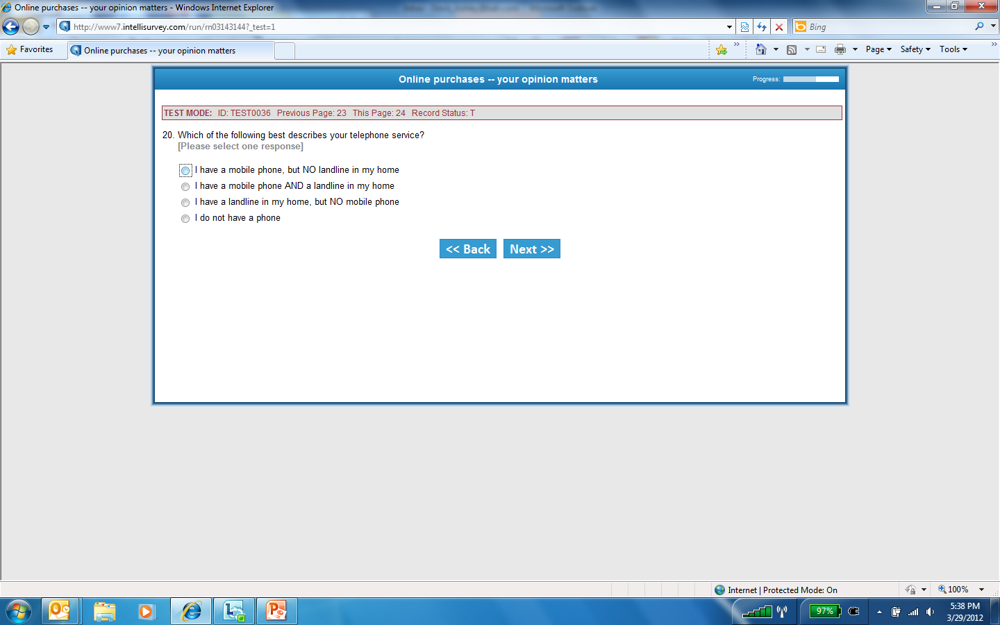 Online purchases -- your opinion matters - Windows Internet Explorer
http://www7.intellisurvey.com/run/rn03143144?_test=1
Bing
Favorites
Online purchases -- your opinion matters
Page
Safety
Tools
Online purchases -- your opinion matters
Progress:
TEST MODE: ID: TEST0036 Previous Page: 23 This Page: 24 Record Status: T
20. Which of the following best describes your telephone service?
[Please select one response]
I have a mobile phone, but NO landline in my home
I have a mobile phone AND a landline in my home
I have a landline in my home, but NO mobile phone
I do not have a phone
<< Back Next >>
Internet | Protected Mode: On
100%
97%
5:38 PM
3/29/2012